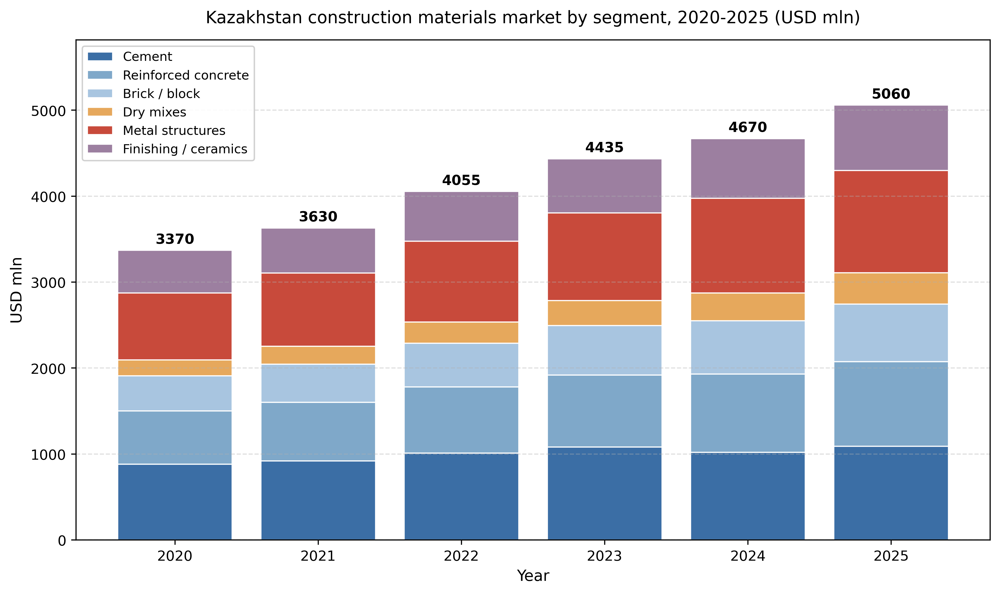 Kazakhstan construction materials market by segment, 2020-2025 (USD mln)
Cement
Reinforced concrete
Brick / block
Dry mixes
Metal structures
Finishing / ceramics
USD mln
5000
4000
3000
2000
1000
0
3370
3630
4055
4435
4670
5060
2020
2021
2022
2023
2024
2025
Year